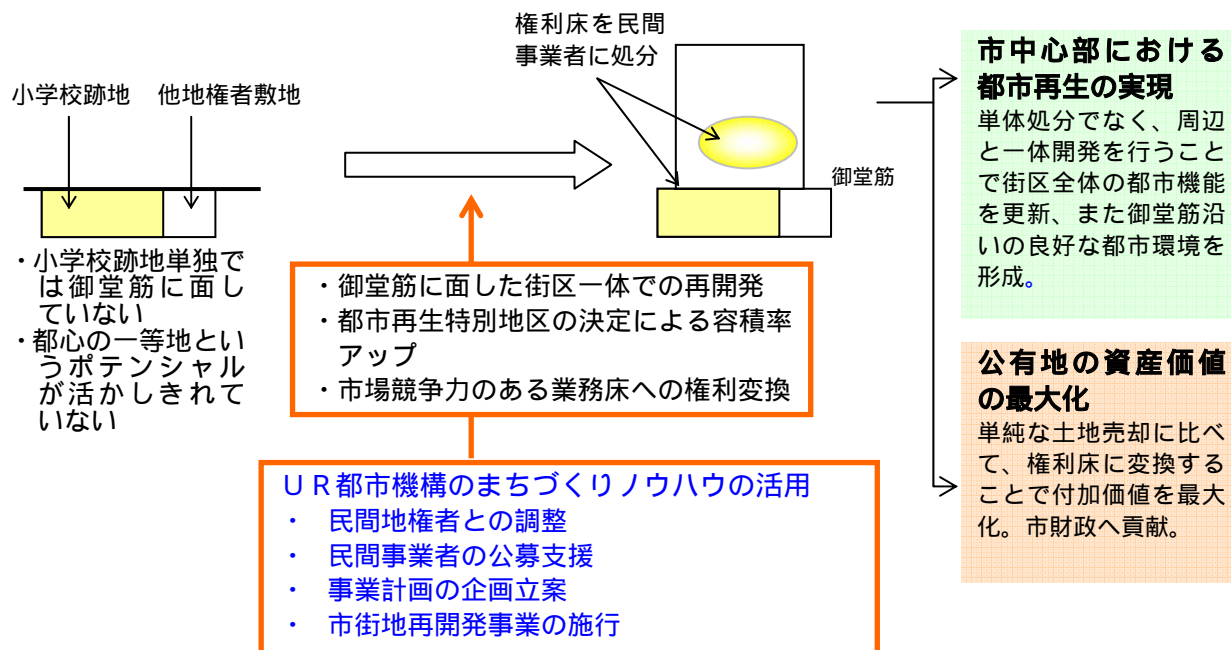 小学校跡地　他地権者敷地
・小学校跡地単独で
は御堂筋に面し
ていない
・都心の一等地とい
うポテンシャル
が活かしきれて
いない
権利床を民間
事業者に処分
御堂筋
・御堂筋に面した街区一体での再開発
・都市再生特別地区の決定による容積率
アップ
・市場競争力のある業務床への権利変換
ＵＲ都市機構のまちづくりノウハウの活用
・　民間地権者との調整
・　民間事業者の公募支援
・　事業計画の企画立案
・　市街地再開発事業の施行
市中心部における
都市再生の実現
単体処分でなく、周辺
と一体開発を行うこと
で街区全体の都市機能
を更新、また御堂筋沿
いの良好な都市環境を
形成。
公有地の資産価値
の最大化
単純な土地売却に比べ
て、権利床に変換する
ことで付加価値を最大
化。市財政へ貢献。